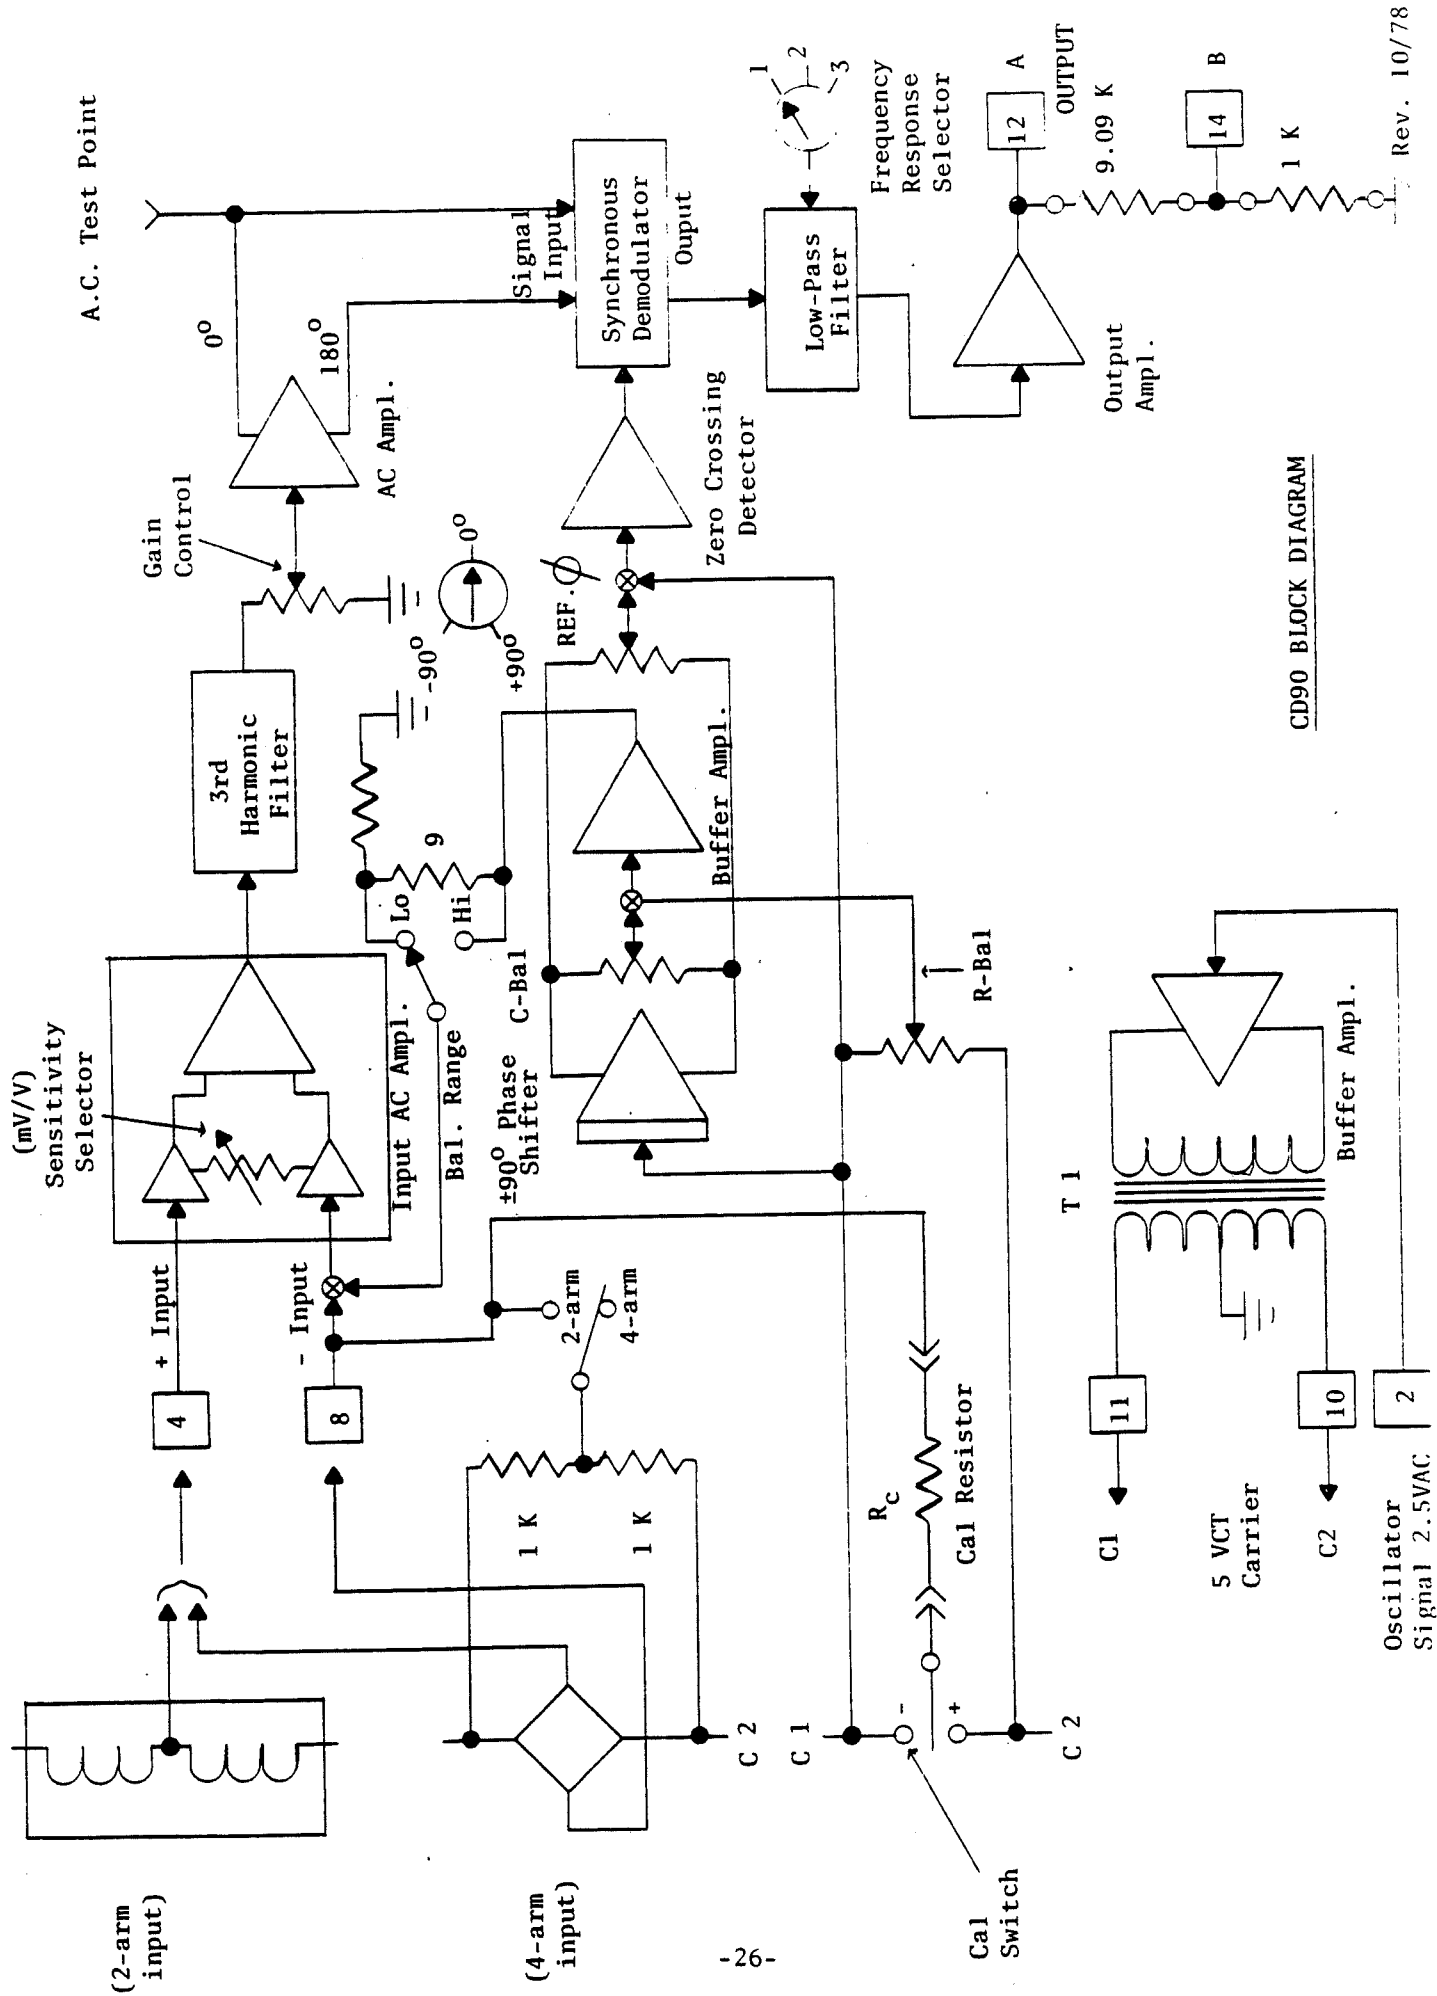 (2-arm
input)
(4-arm
input)
+ Input
4
- Input
8
(mV/V)
Sensitivity
Selector
Input AC Ampl.
Bal. Range
Lo
Hi
9
3rd
Harmonic
Filter
Gain
Control
AC Ampl.
0°
180°
A.C. Test Point
Signal
Input
Synchronous
Demodulator
Ouput
-90°
0°
+90°
REF.
Zero Crossing
Detector
Low-Pass
Filter
1
2
3
Frequency
Response
Selector
Output
Ampl.
12
A
OUTPUT
9.09 K
14
B
1 K
1 K
1 K
2-arm
4-arm
±90° Phase
Shifter
C-Bal
Buffer Ampl.
R-Bal
C 2
C 1
-
+
C 2
Cal
Switch
Rc
Cal Resistor
C1
11
5 VCT
Carrier
C2
10
Oscillator
Signal 2.5VAC
2
T 1
Buffer Ampl.
CD90 BLOCK DIAGRAM
Rev. 10/78
-26-